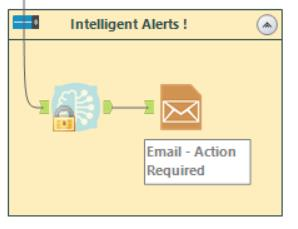 Intelligent Alerts !
Email - Action
Required